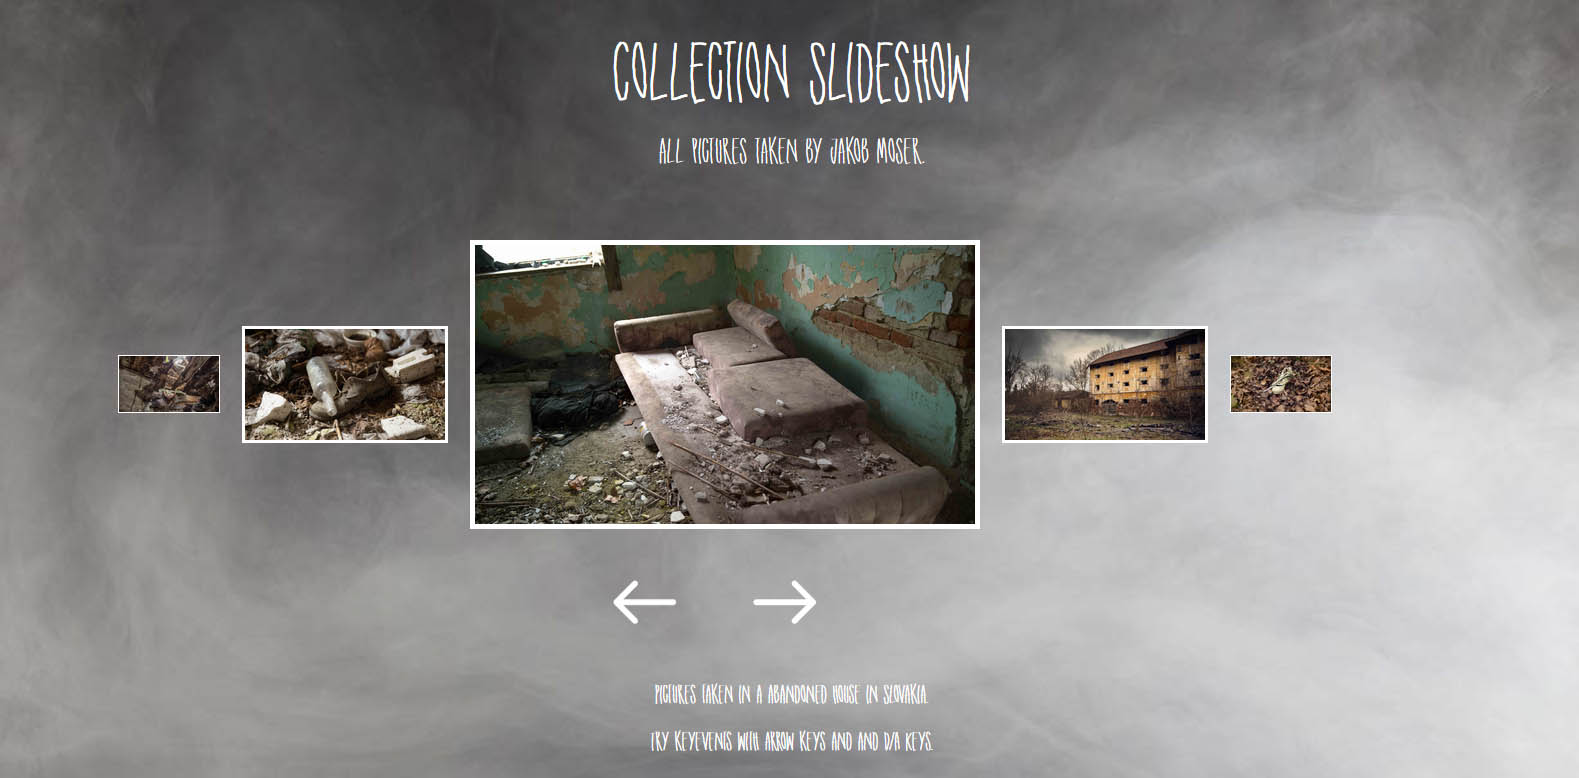 COLLECTION SLIDESHOW
ALL PICTURES TAKEN BY JAKOB MOSER.
PICTURES TAKEN IN A ABANDONED HOUSE IN SLOVAKIA.
TRY KEYEVENTS WITH ARROW KEYS AND AND D/A KEYS.